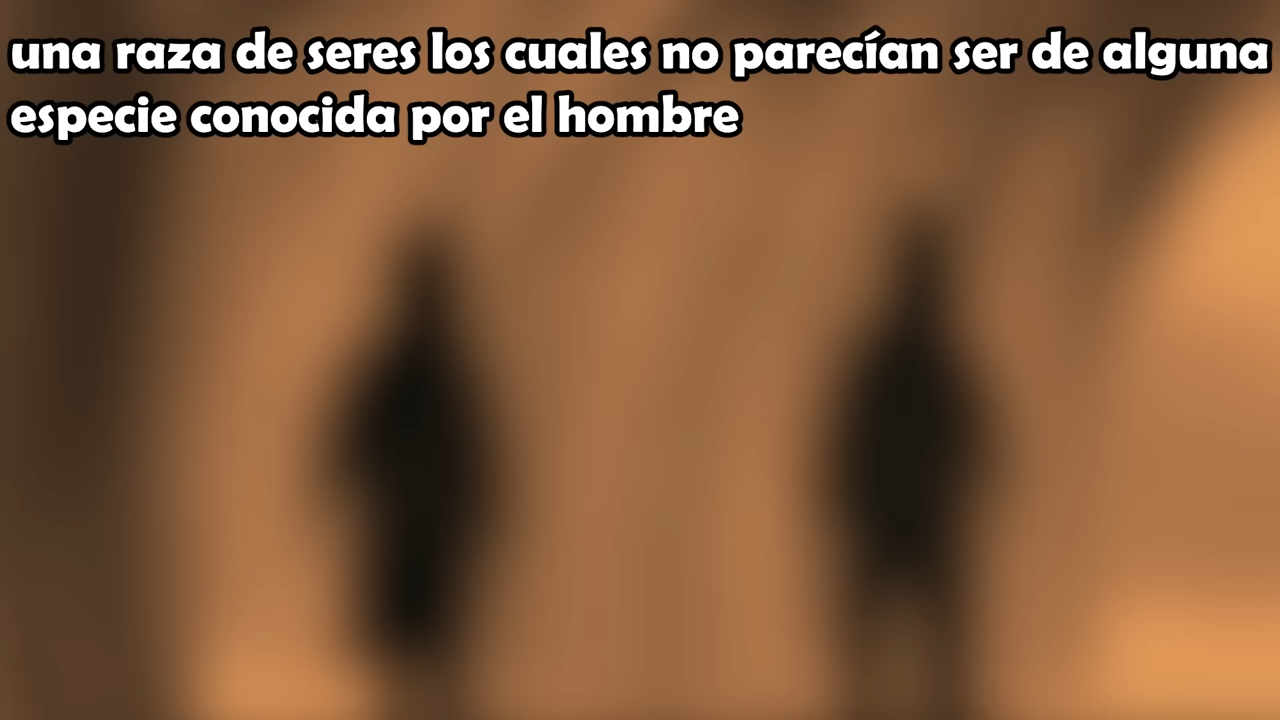 una raza de seres los cuales no parecían ser de alguna
especie conocida por el hombre